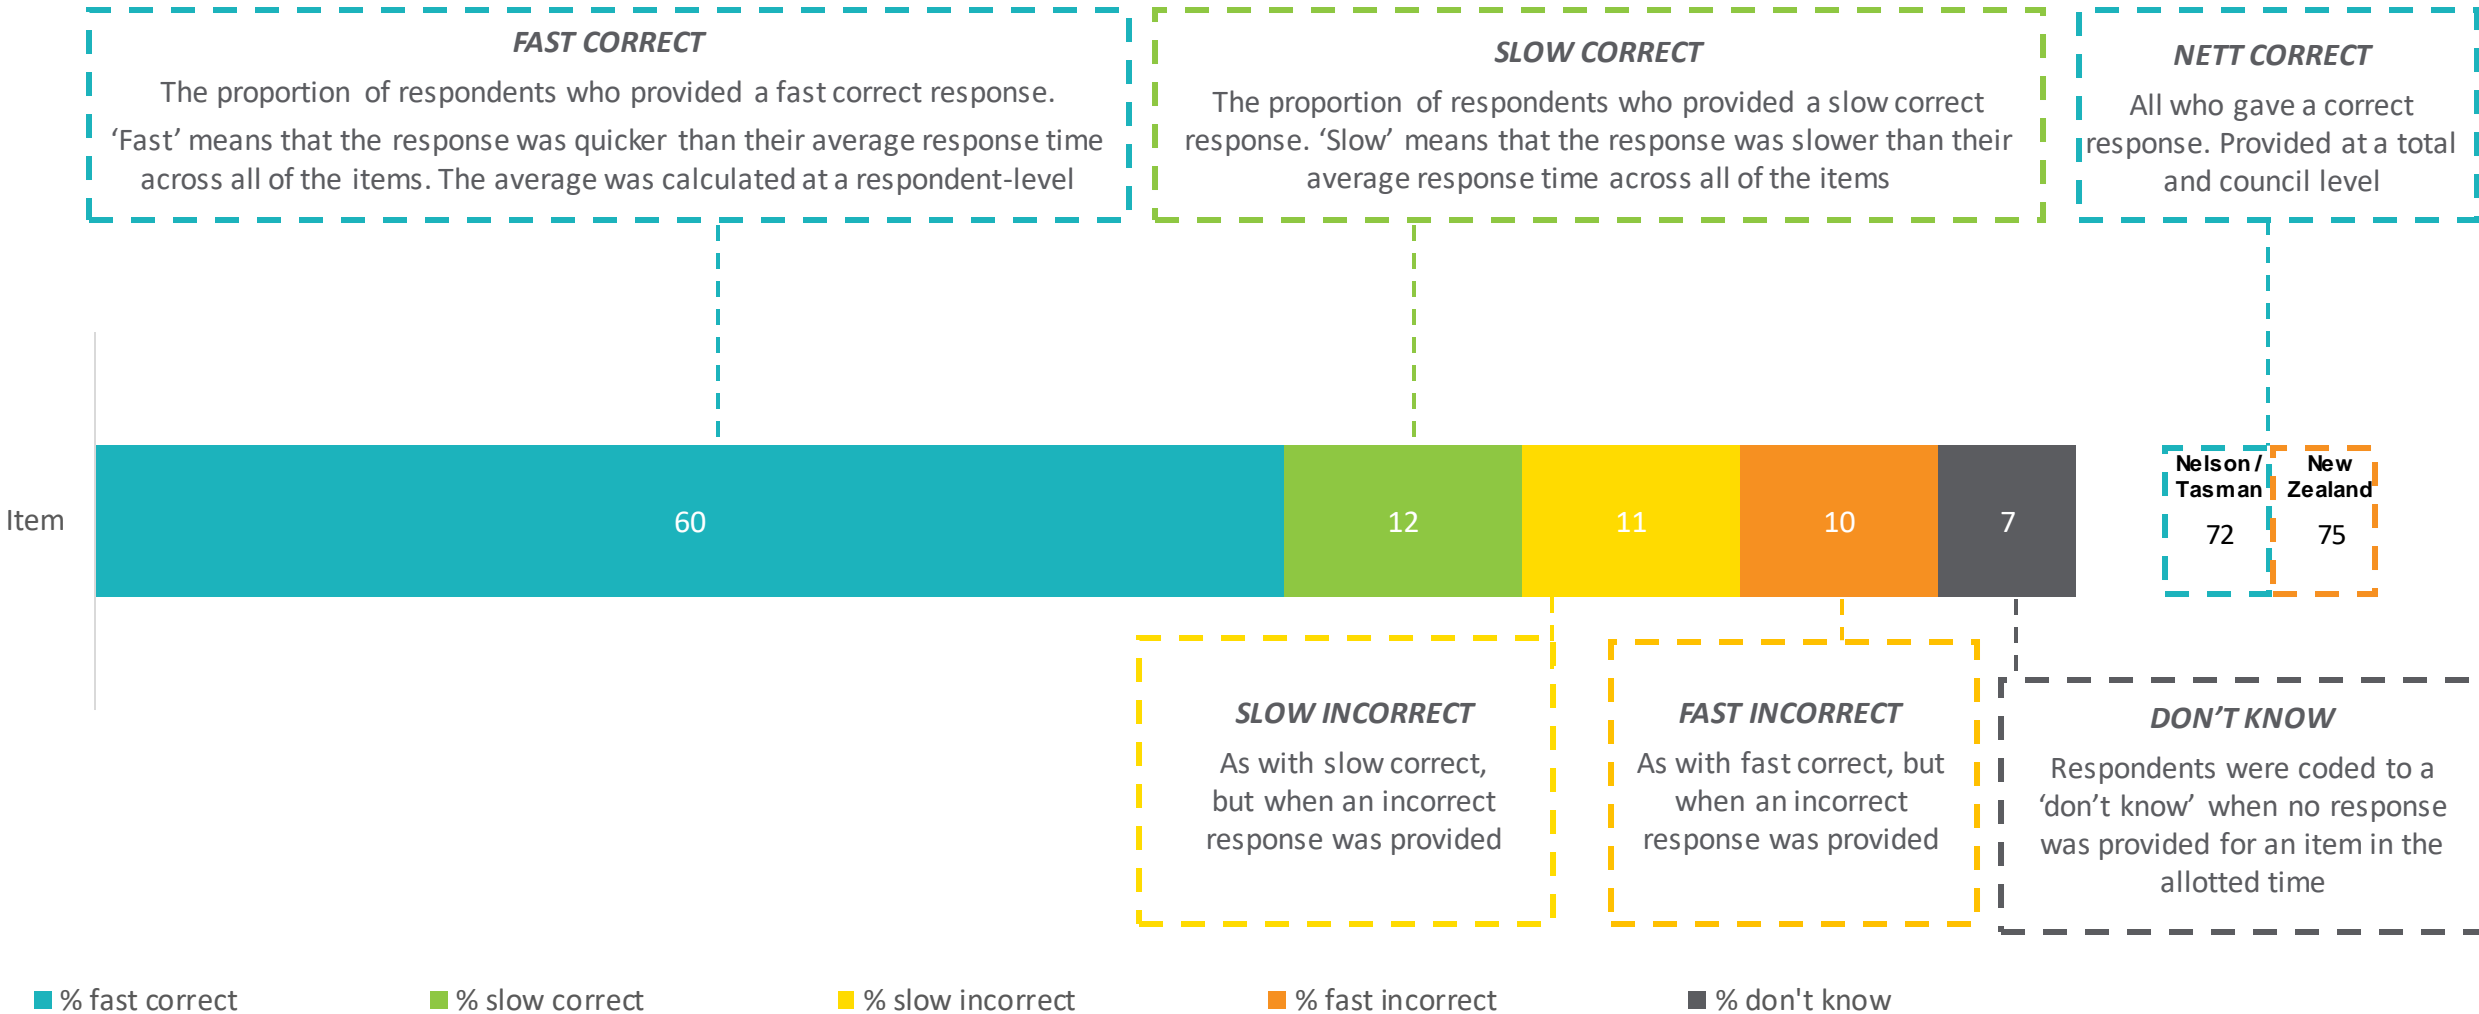 FAST CORRECT
The proportion of respondents who provided a fast correct response.
‘Fast’ means that the response was quicker than their average response time
across all of the items. The average was calculated at a respondent-level
SLOW CORRECT
The proportion of respondents who provided a slow correct
response. ‘Slow’ means that the response was slower than their
average response time across all of the items
NETT CORRECT
All who gave a correct
response. Provided at a total
and council level
Item
60
12
11
10
7
Nelson /
Tasman
72
New
Zealand
75
SLOW INCORRECT
As with slow correct,
but when an incorrect
response was provided
FAST INCORRECT
As with fast correct, but
when an incorrect
response was provided
DON’T KNOW
Respondents were coded to a
‘don’t know’ when no response
was provided for an item in the
allotted time
% fast correct
% slow correct
% slow incorrect
% fast incorrect
% don't know